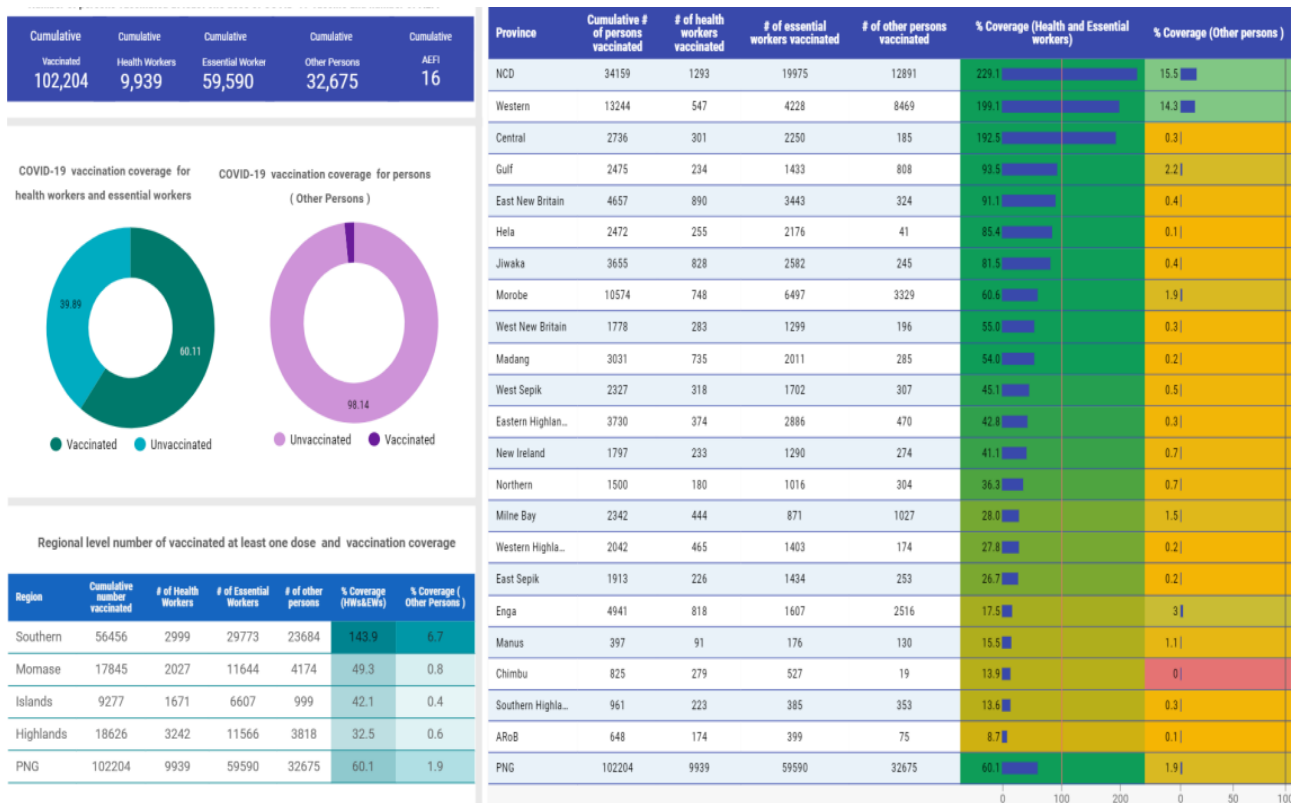 Cumulative Cumulative Cumulative Cumulative Cumulative
Vaccinated Health Workers Essential Worker Other Persons AEFI
102,204 9,939 59,590 32,675 16
COVID-19 vaccination coverage for
health workers and essential workers
39.89
60.11
Vaccinated Unvaccinated
COVID-19 vaccination coverage for persons
( Other Persons )
98.14
Unvaccinated Vaccinated
Regional level number of vaccinated at least one dose and vaccination coverage
Region Cumulative number vaccinated # of Health Workers # of Essential Workers # of other persons % Coverage (HWs&EWs) % Coverage ( Other Persons )
Southern 56456 2999 29773 23684 143.9 6.7
Momase 17845 2027 11644 4174 49.3 0.8
Islands 9277 1671 6607 999 42.1 0.4
Highlands 18626 3242 11566 3818 32.5 0.6
PNG 102204 9939 59590 32675 60.1 1.9
Province Cumulative # of persons vaccinated # of health workers vaccinated # of essential workers vaccinated # of other persons vaccinated % Coverage (Health and Essential workers) % Coverage (Other persons )
NCD 34159 1293 19975 12891 229.1 15.5
Western 13244 547 4228 8469 199.1 14.3
Central 2736 301 2250 185 192.5 0.3
Gulf 2475 234 1433 808 93.5 2.2
East New Britain 4657 890 3443 324 91.1 0.4
Hela 2472 255 2176 41 85.4 0.1
Jiwaka 3655 828 2582 245 81.5 0.4
Morobe 10574 748 6497 3329 60.6 1.9
West New Britain 1778 283 1299 196 55.0 0.3
Madang 3031 735 2011 285 54.0 0.2
West Sepik 2327 318 1702 307 45.1 0.5
Eastern Highlan... 3730 374 2886 470 42.8 0.3
New Ireland 1797 233 1290 274 41.1 0.7
Northern 1500 180 1016 304 36.3 0.7
Milne Bay 2342 444 871 1027 28.0 1.5
Western Highla... 2042 465 1403 174 27.8 0.2
East Sepik 1913 226 1434 253 26.7 0.2
Enga 4941 818 1607 2516 17.5 3
Manus 397 91 176 130 15.5 1.1
Chimbu 825 279 527 19 13.9 0
Southern Highla... 961 223 385 353 13.6 0.3
ARoB 648 174 399 75 8.7 0.1
PNG 102204 9939 59590 32675 60.1 1.9
0 100 200 0 50 100